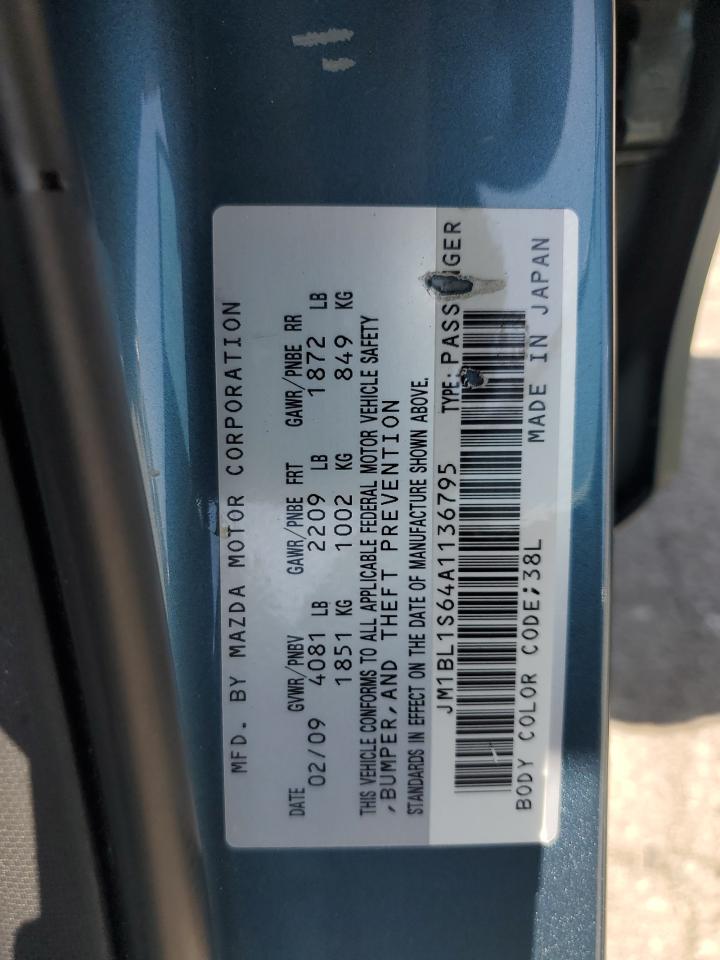 MFD. BY MAZDA MOTOR CORPORATION
DATE GVWR/PNBV GAWR/PNBE FRT GAWR/PNBE RR
02/09 4081 LB 2209 LB 1872 LB
1851 KG 1002 KG 849 KG
THIS VEHICLE CONFORMS TO ALL APPLICABLE FEDERAL MOTOR VEHICLE SAFETY
,BUMPER,AND THEFT PREVENTION
STANDARDS IN EFFECT ON THE DATE OF MANUFACTURE SHOWN ABOVE.
JM1BL1S64A1136795 TYPE:
BODY COLOR CODE;38L MADE IN JAPAN